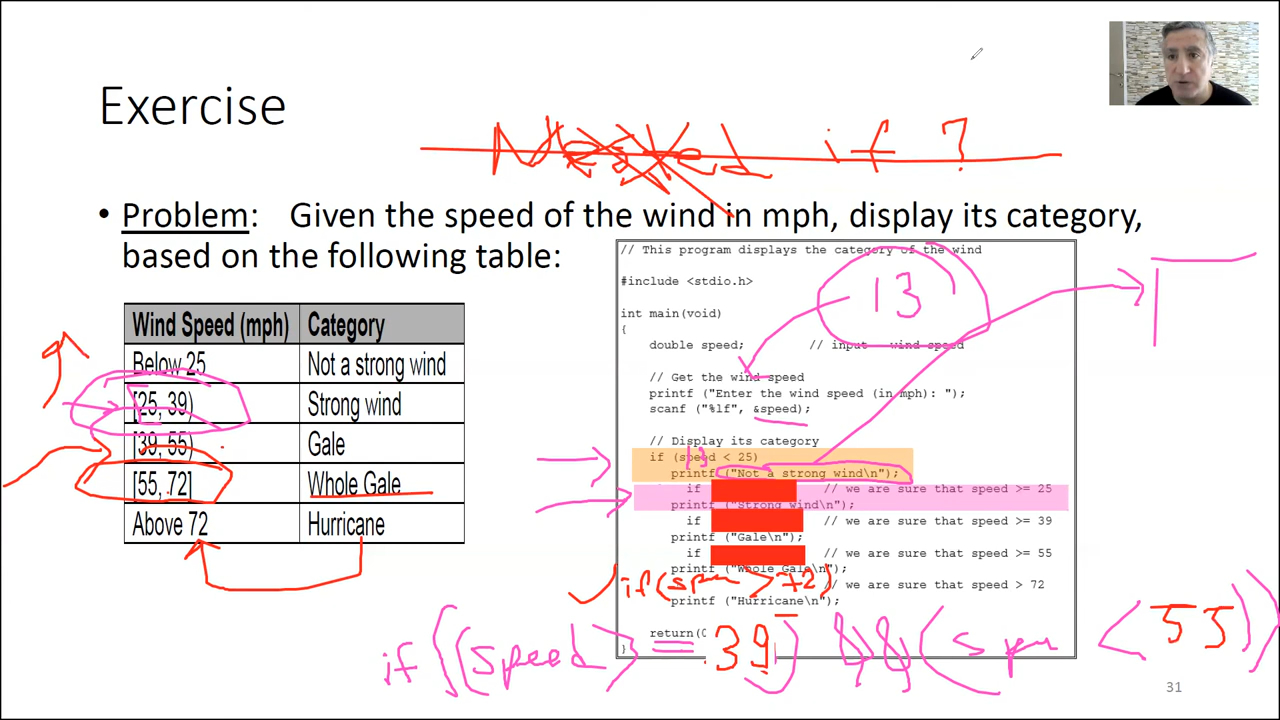 Exercise
if ?
• Problem: Given the speed of the wind in mph, display its category,
based on the following table:
Wind Speed (mph) Category
Below 25 Not a strong wind
[25, 39) Strong wind
[39, 55) Gale
[55, 72] Whole Gale
Above 72 Hurricane
// This program displays the category of the wind
13
#include <stdio.h>
int main(void)
{
double speed; // input - wind speed
// Get the wind speed
printf ("Enter the wind speed (in mph): ");
scanf ("%lf", &speed);
// Display its category
if (speed < 25)
13
printf ("Not a strong wind\n");
if // we are sure that speed >= 25
printf ("Strong wind\n");
if // we are sure that speed >= 39
printf ("Gale\n");
if // we are sure that speed >= 55
printf ("Whole Gale\n");
if( > 72) // we are sure that speed > 72
printf ("Hurricane\n");
return(0
}
if ((speed >= 39) && ( < 55))
31